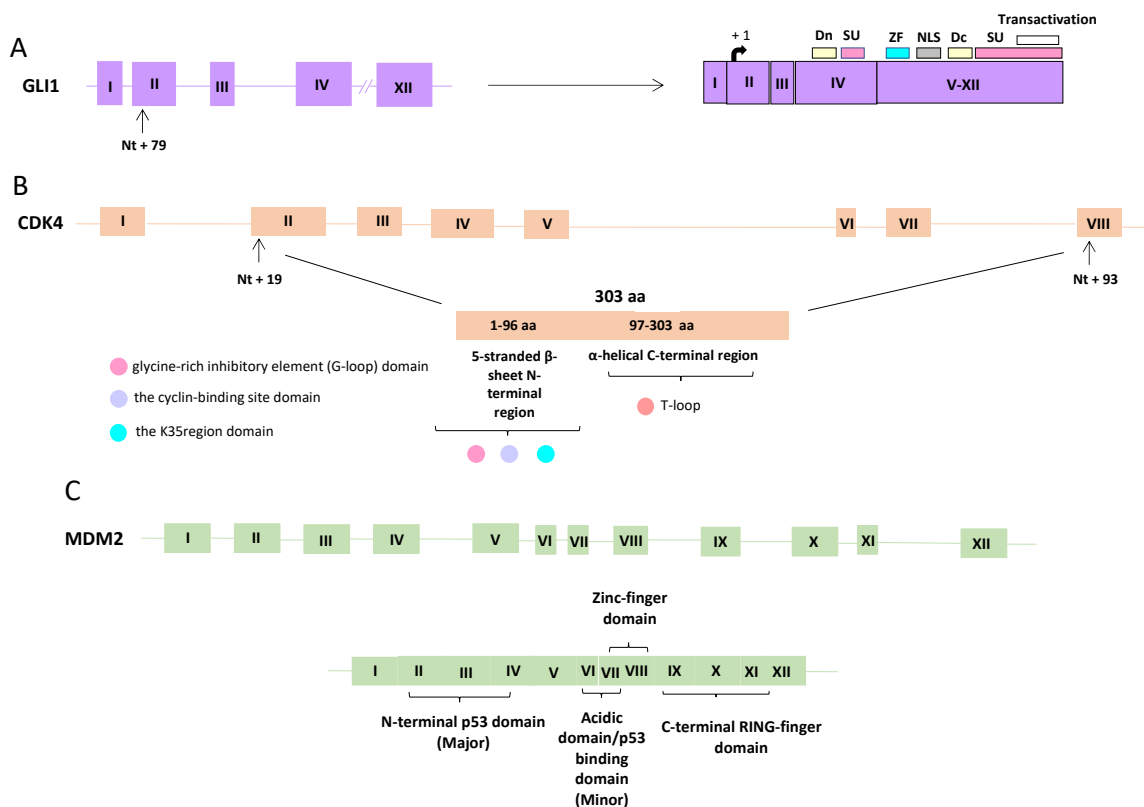 A
GLI1
I
II
III
IV
XII
Nt + 79
Transactivation
+ 1
Dn
SU
ZF
NLS
Dc
SU
I
II
III
IV
V-XII
B
CDK4
I
II
III
IV
V
VI
VII
VIII
Nt + 19
Nt + 93
303 aa
1-96 aa
97-303 aa
5-stranded β-
sheet N-
terminal
region
α-helical C-terminal region
T-loop
glycine-rich inhibitory element (G-loop) domain
the cyclin-binding site domain
the K35region domain
C
MDM2
I
II
III
IV
V
VI
VII
VIII
IX
X
XI
XII
Zinc-finger
domain
I
II
III
IV
V
VI
VII
VIII
IX
X
XI
XII
N-terminal p53 domain
(Major)
Acidic
domain/p53
binding
domain
(Minor)
C-terminal RING-finger
domain